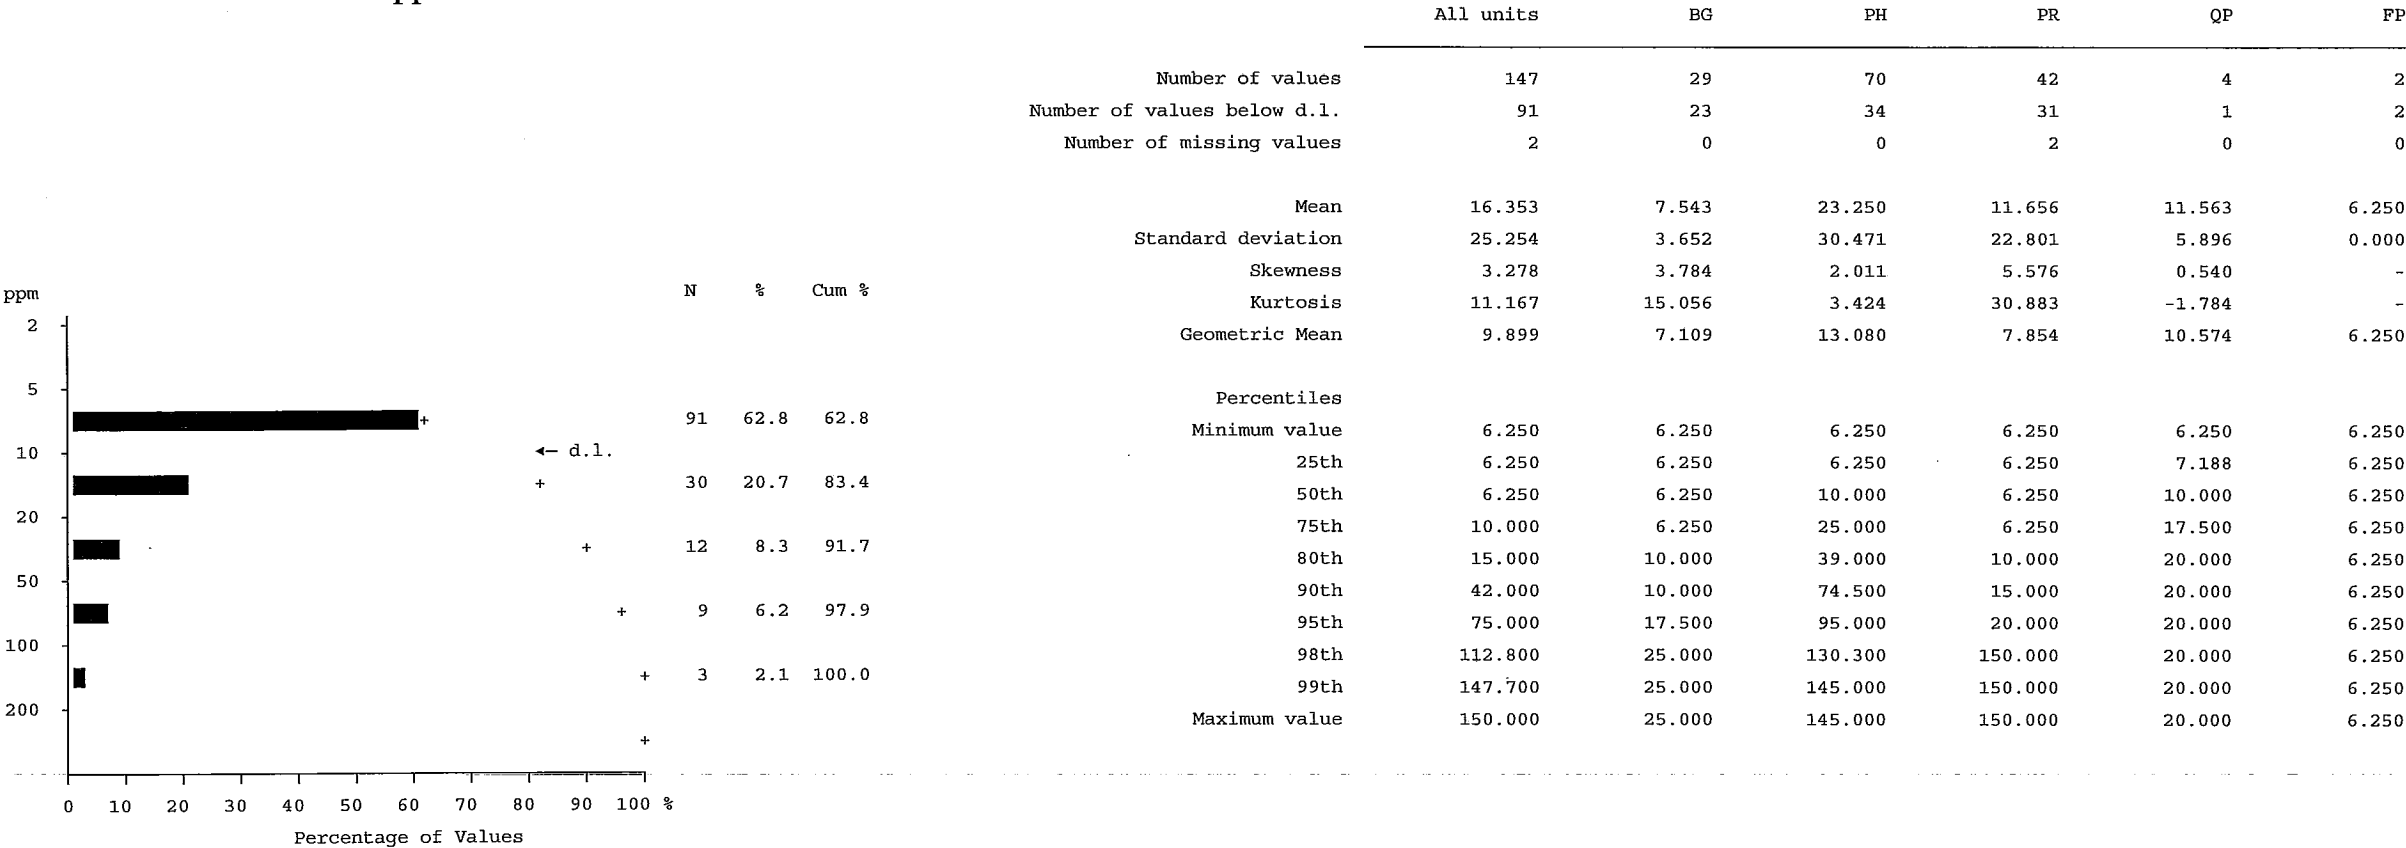 All units BG PH PR QP FP
Number of values 147 29 70 42 4 2
Number of values below d.l. 91 23 34 31 1 2
Number of missing values 2 0 0 2 0 0
Mean 16.353 7.543 23.250 11.656 11.563 6.250
Standard deviation 25.254 3.652 30.471 22.801 5.896 0.000
Skewness 3.278 3.784 2.011 5.576 0.540 -
Kurtosis 11.167 15.056 3.424 30.883 -1.784 -
Geometric Mean 9.899 7.109 13.080 7.854 10.574 6.250
Percentiles
Minimum value 6.250 6.250 6.250 6.250 6.250 6.250
25th 6.250 6.250 6.250 6.250 7.188 6.250
50th 6.250 6.250 10.000 6.250 10.000 6.250
75th 10.000 6.250 25.000 6.250 17.500 6.250
80th 15.000 10.000 39.000 10.000 20.000 6.250
90th 42.000 10.000 74.500 15.000 20.000 6.250
95th 75.000 17.500 95.000 20.000 20.000 6.250
98th 112.800 25.000 130.300 150.000 20.000 6.250
99th 147.700 25.000 145.000 150.000 20.000 6.250
Maximum value 150.000 25.000 145.000 150.000 20.000 6.250
ppm N % Cum %
2
5
+ 91 62.8 62.8
10 ◄— d.l.
+ 30 20.7 83.4
20
+ 12 8.3 91.7
50
+ 9 6.2 97.9
100
+ 3 2.1 100.0
200
+
0 10 20 30 40 50 60 70 80 90 100 %
Percentage of Values